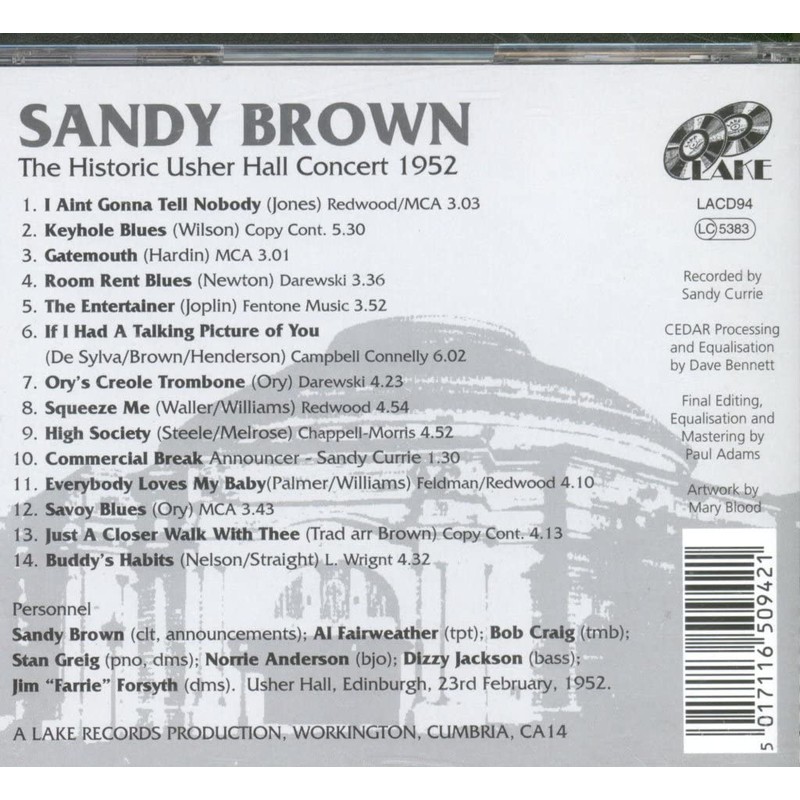 SANDY BROWN
The Historic Usher Hall Concert 1952
1. I Aint Gonna Tell Nobody (Jones) Redwood/MCA 3.03
2. Keyhole Blues (Wilson) Copy Cont. 5.30
3. Gatemouth (Hardin) MCA 3.01
4. Room Rent Blues (Newton) Darewski 3.36
5. The Entertainer (Joplin) Fentone Music 3.52
6. If I Had A Talking Picture of You
(De Sylva/Brown/Henderson) Campbell Connelly 6.02
7. Ory's Creole Trombone (Ory) Darewski 4.23
8. Squeeze Me (Waller/Williams) Redwood 4.54
9. High Society (Steele/Melrose) Chappell-Morris 4.52
10. Commercial Break Announcer - Sandy Currie 1.30
11. Everybody Loves My Baby(Palmer/Williams) Feldman/Redwood 4.10
12. Savoy Blues (Ory) MCA 3.43
13. Just A Closer Walk With Thee (Trad arr Brown) Copy Cont. 4.13
14. Buddy's Habits (Nelson/Straight) L. Wrignt 4.32
Personnel
Sandy Brown (clt, announcements); Al Fairweather (tpt); Bob Craig (tmb);
Stan Greig (pno, dms); Norrie Anderson (bjo); Dizzy Jackson (bass);
Jim "Farrie" Forsyth (dms). Usher Hall, Edinburgh, 23rd February, 1952.
A LAKE RECORDS PRODUCTION, WORKINGTON, CUMBRIA, CA14
LAKE
LACD94
LC 5383
Recorded by
Sandy Currie
CEDAR Processing
and Equalisation
by Dave Bennett
Final Editing,
Equalisation and
Mastering by
Paul Adams
Artwork by
Mary Blood
5 017116 509421